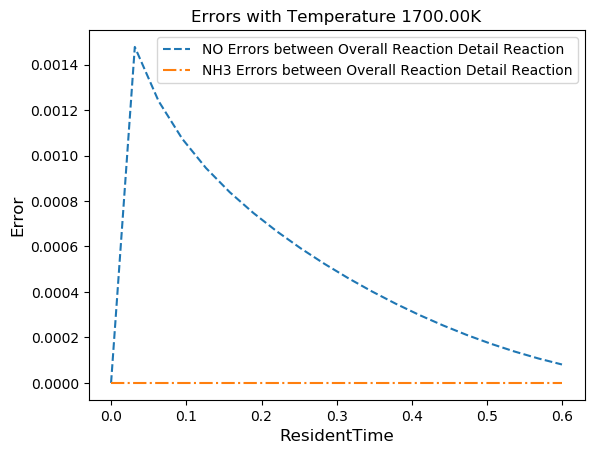 Errors with Temperature 1700.00K
NO Errors between Overall Reaction Detail Reaction
NH3 Errors between Overall Reaction Detail Reaction
Error
0.0014
0.0012
0.0010
0.0008
0.0006
0.0004
0.0002
0.0000
0.0 0.1 0.2 0.3 0.4 0.5 0.6
ResidentTime